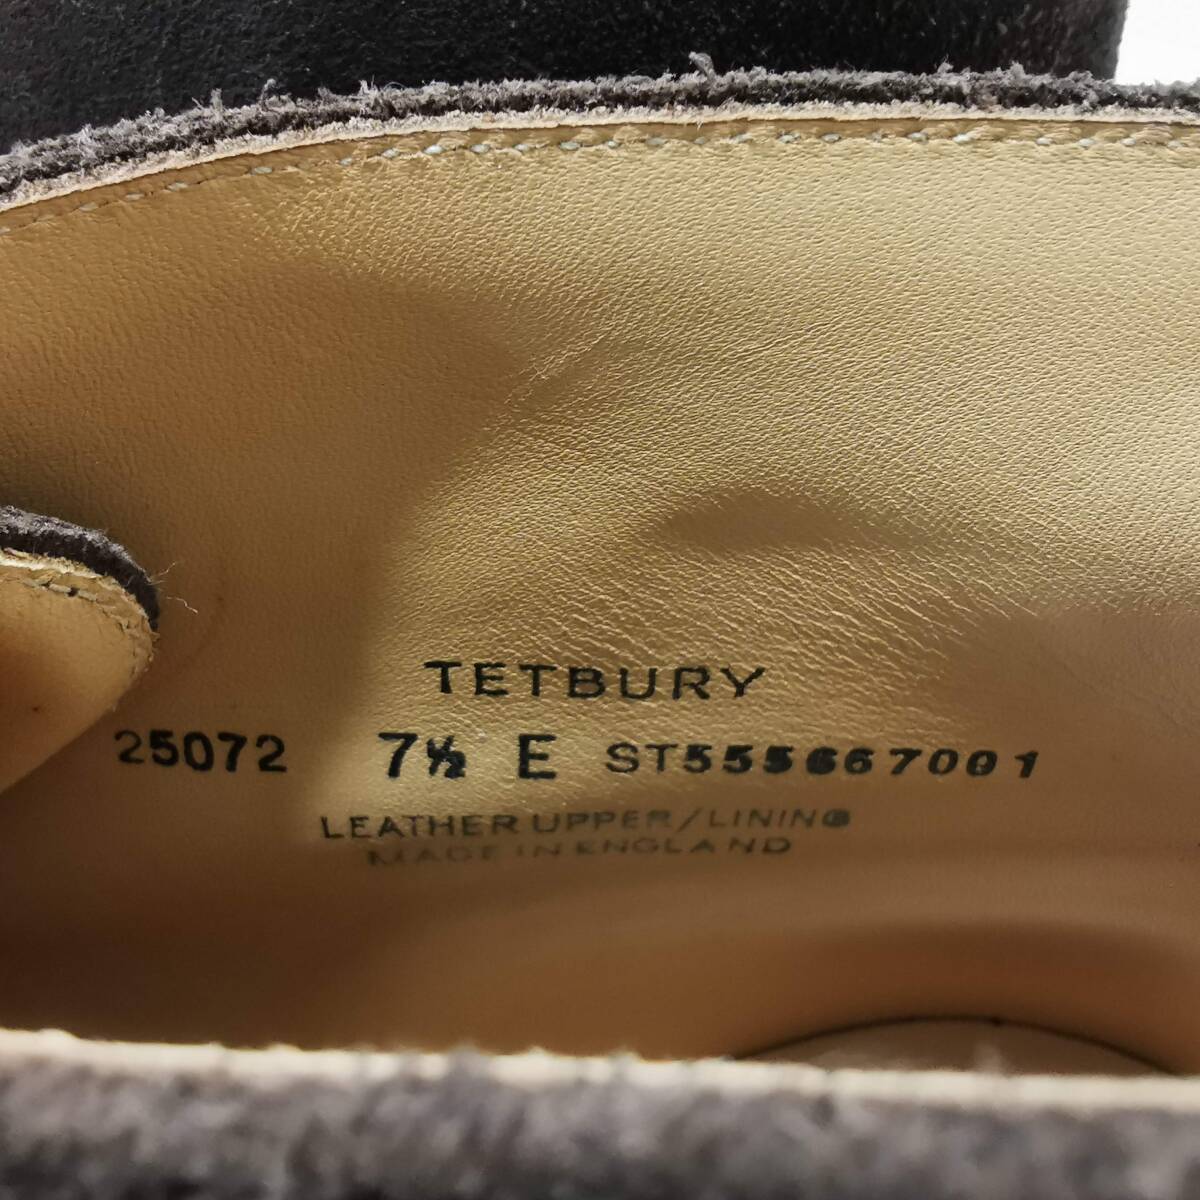 TETBURY
25072 7½ E ST555667001
LEATHER UPPER/LINING
MADE IN ENGLAND